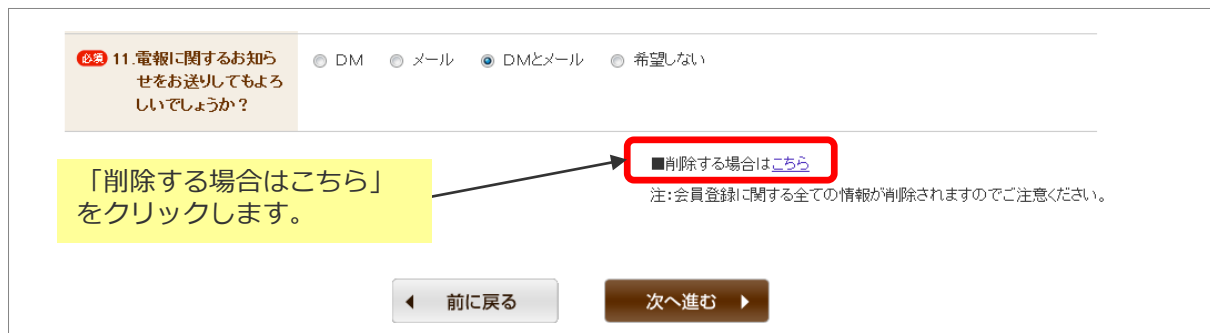 必須 11.電報に関するお知ら
せをお送りしてもよろ
しいでしょうか？
DM メール DMとメール 希望しない
■削除する場合はこちら
注:会員登録に関する全ての情報が削除されますのでご注意ください。
「削除する場合はこちら」
をクリックします。
前に戻る
次へ進む